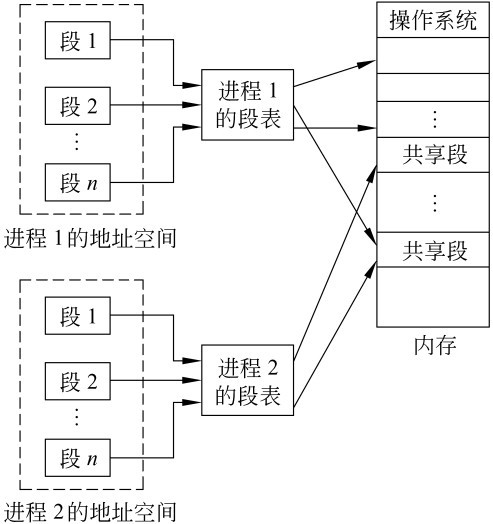 段 1
段 2
⋮
段 n
进程 1 的地址空间
进程 1
的段表
段 1
段 2
⋮
段 n
进程 2 的地址空间
进程 2
的段表
操作系统
⋮
共享段
⋮
共享段
内存